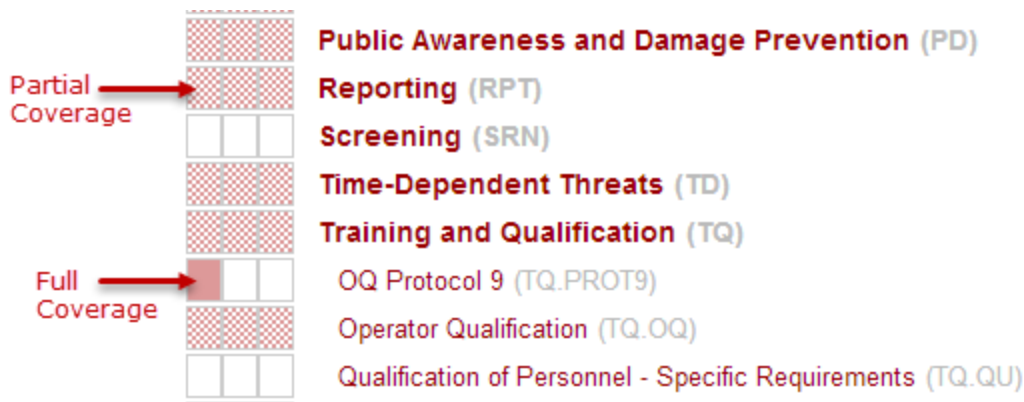 Public Awareness and Damage Prevention (PD)
Partial
Coverage
Reporting (RPT)
Screening (SRN)
Time-Dependent Threats (TD)
Training and Qualification (TQ)
Full
Coverage
OQ Protocol 9 (TQ.PROT9)
Operator Qualification (TQ.OQ)
Qualification of Personnel - Specific Requirements (TQ.QU)